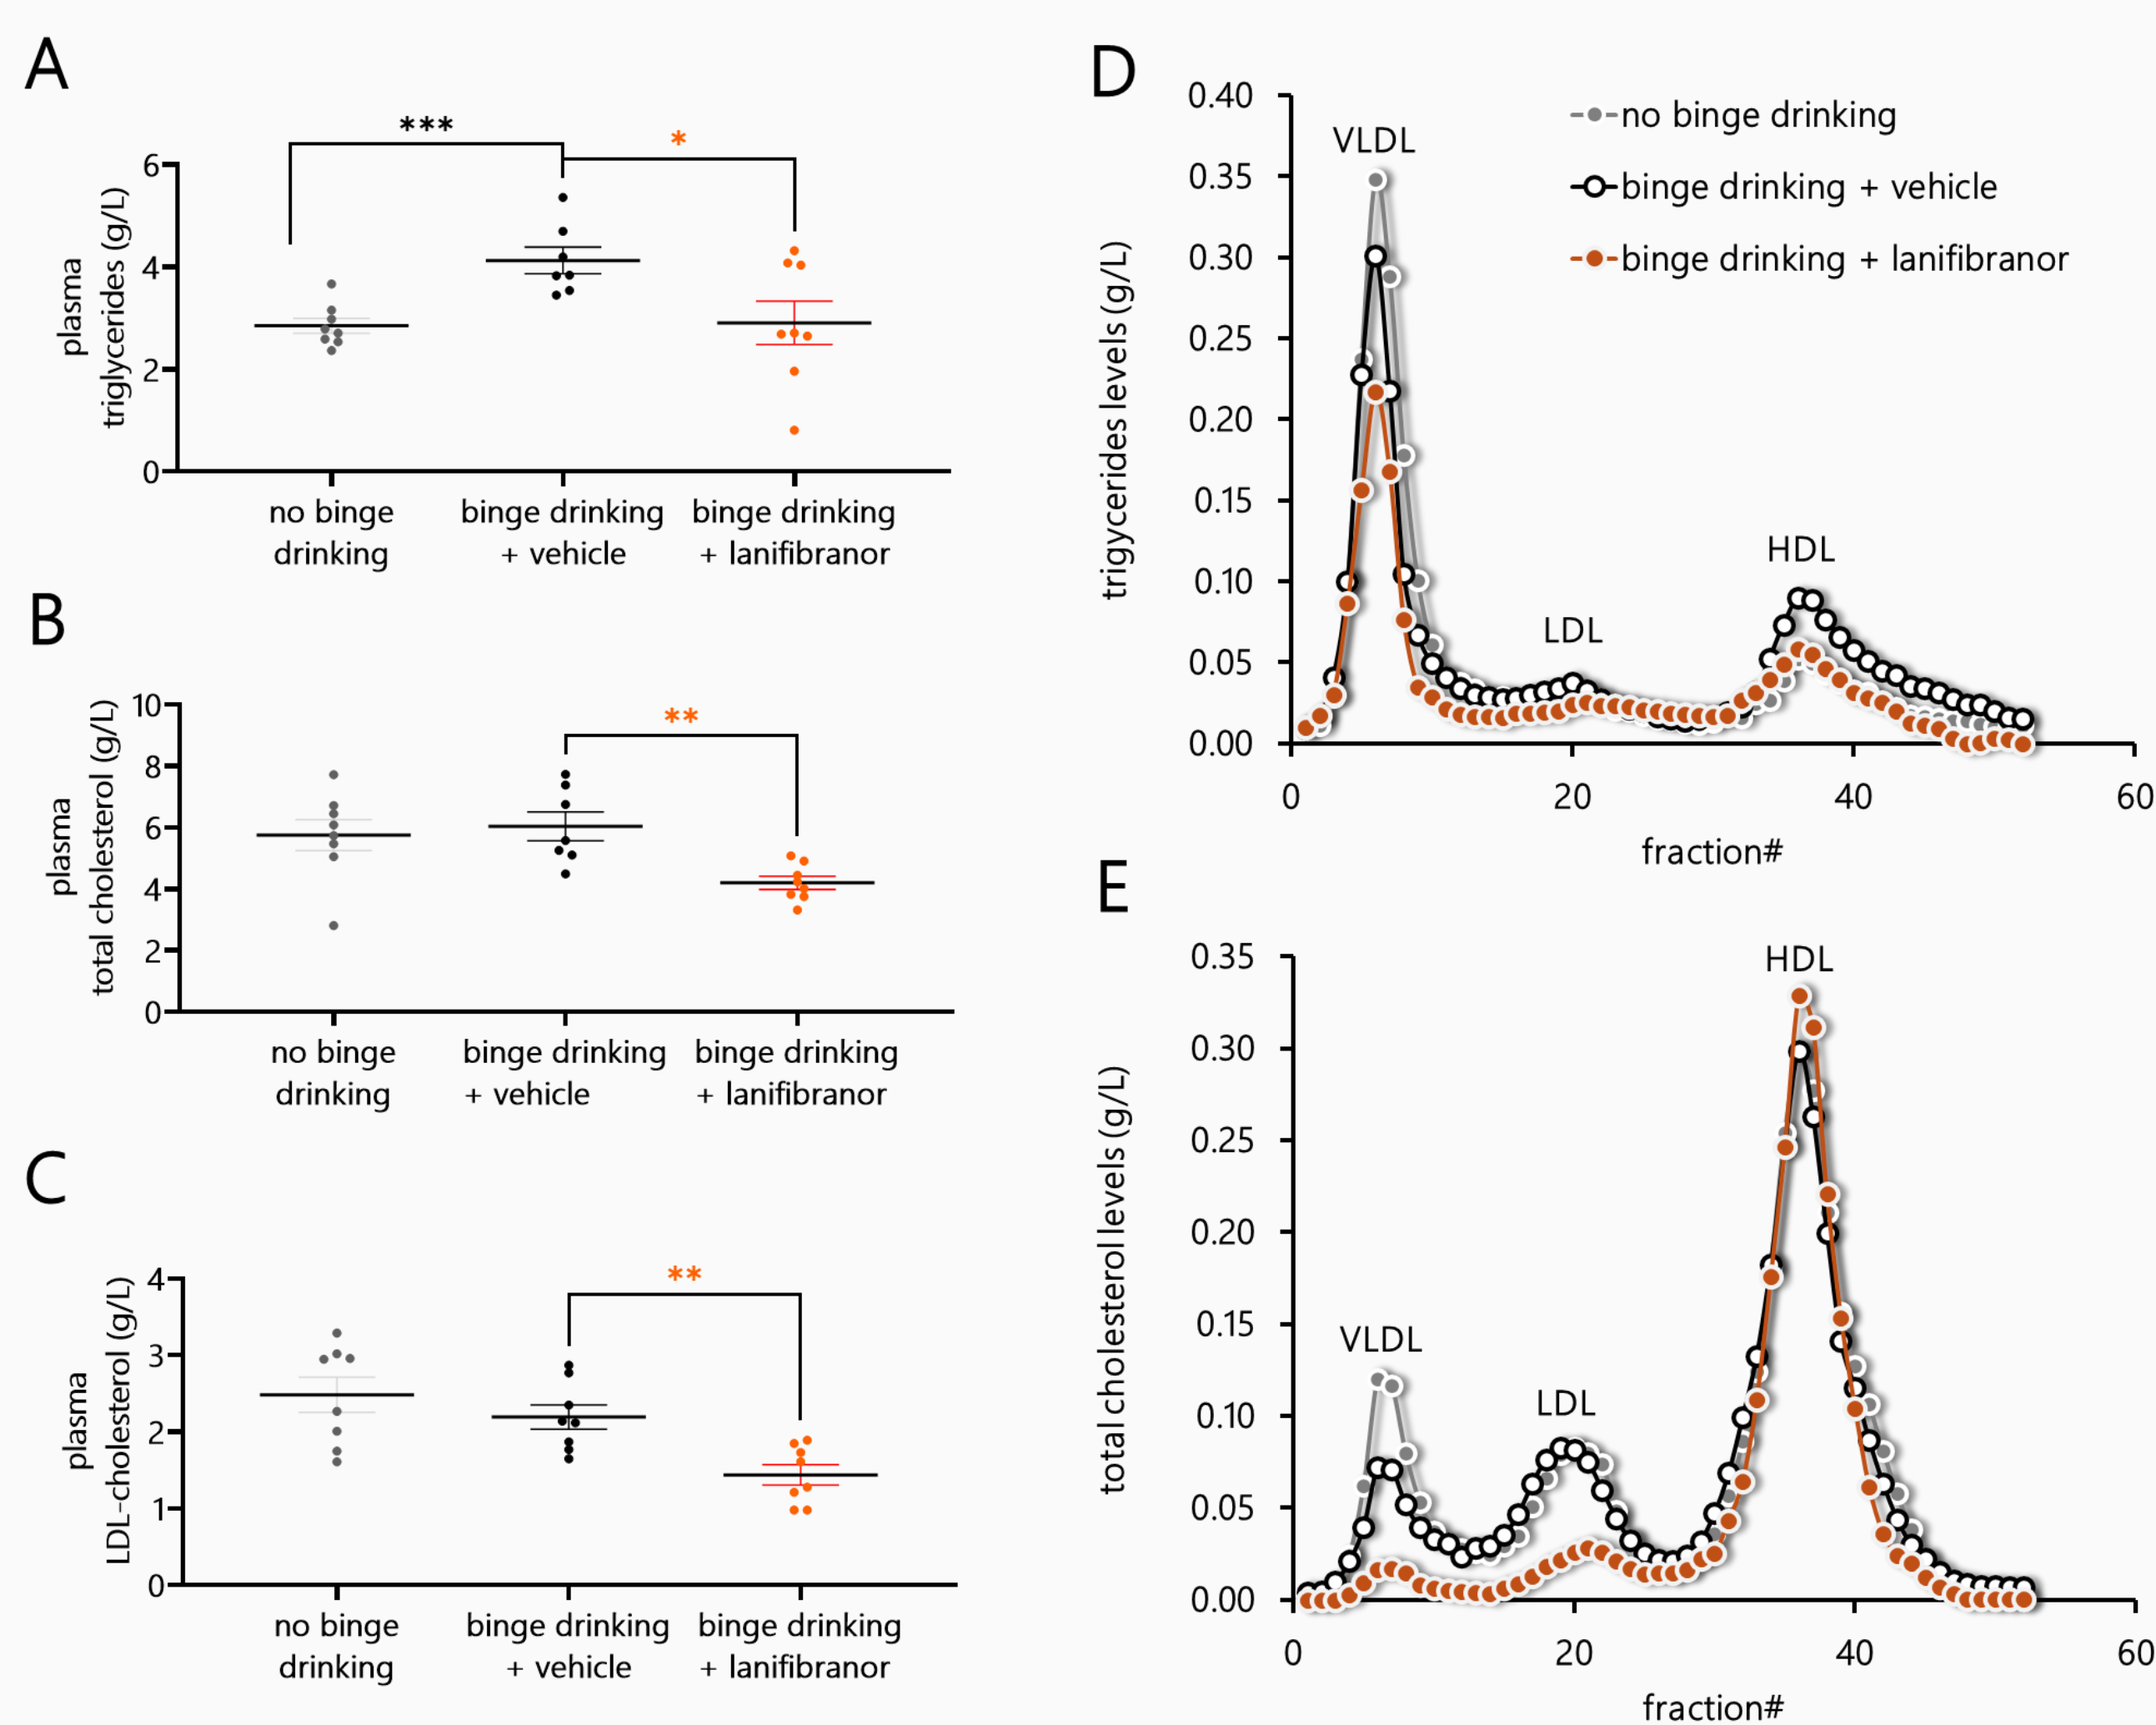 A
***
*
6
4
2
0
plasma
triglycerides (g/L)
no binge
drinking
binge drinking
+ vehicle
binge drinking
+ lanifibranor
B
**
10
8
6
4
2
0
plasma
total cholesterol (g/L)
no binge
drinking
binge drinking
+ vehicle
binge drinking
+ lanifibranor
C
**
4
3
2
1
0
plasma
LDL-cholesterol (g/L)
no binge
drinking
binge drinking
+ vehicle
binge drinking
+ lanifibranor
D
0.40
0.35
0.30
0.25
0.20
0.15
0.10
0.05
0.00
trigycerides levels (g/L)
VLDL
LDL
HDL
no binge drinking
binge drinking + vehicle
binge drinking + lanifibranor
0 20 40 60
fraction#
E
0.35
0.30
0.25
0.20
0.15
0.10
0.05
0.00
total cholesterol levels (g/L)
VLDL
LDL
HDL
0 20 40 60
fraction#